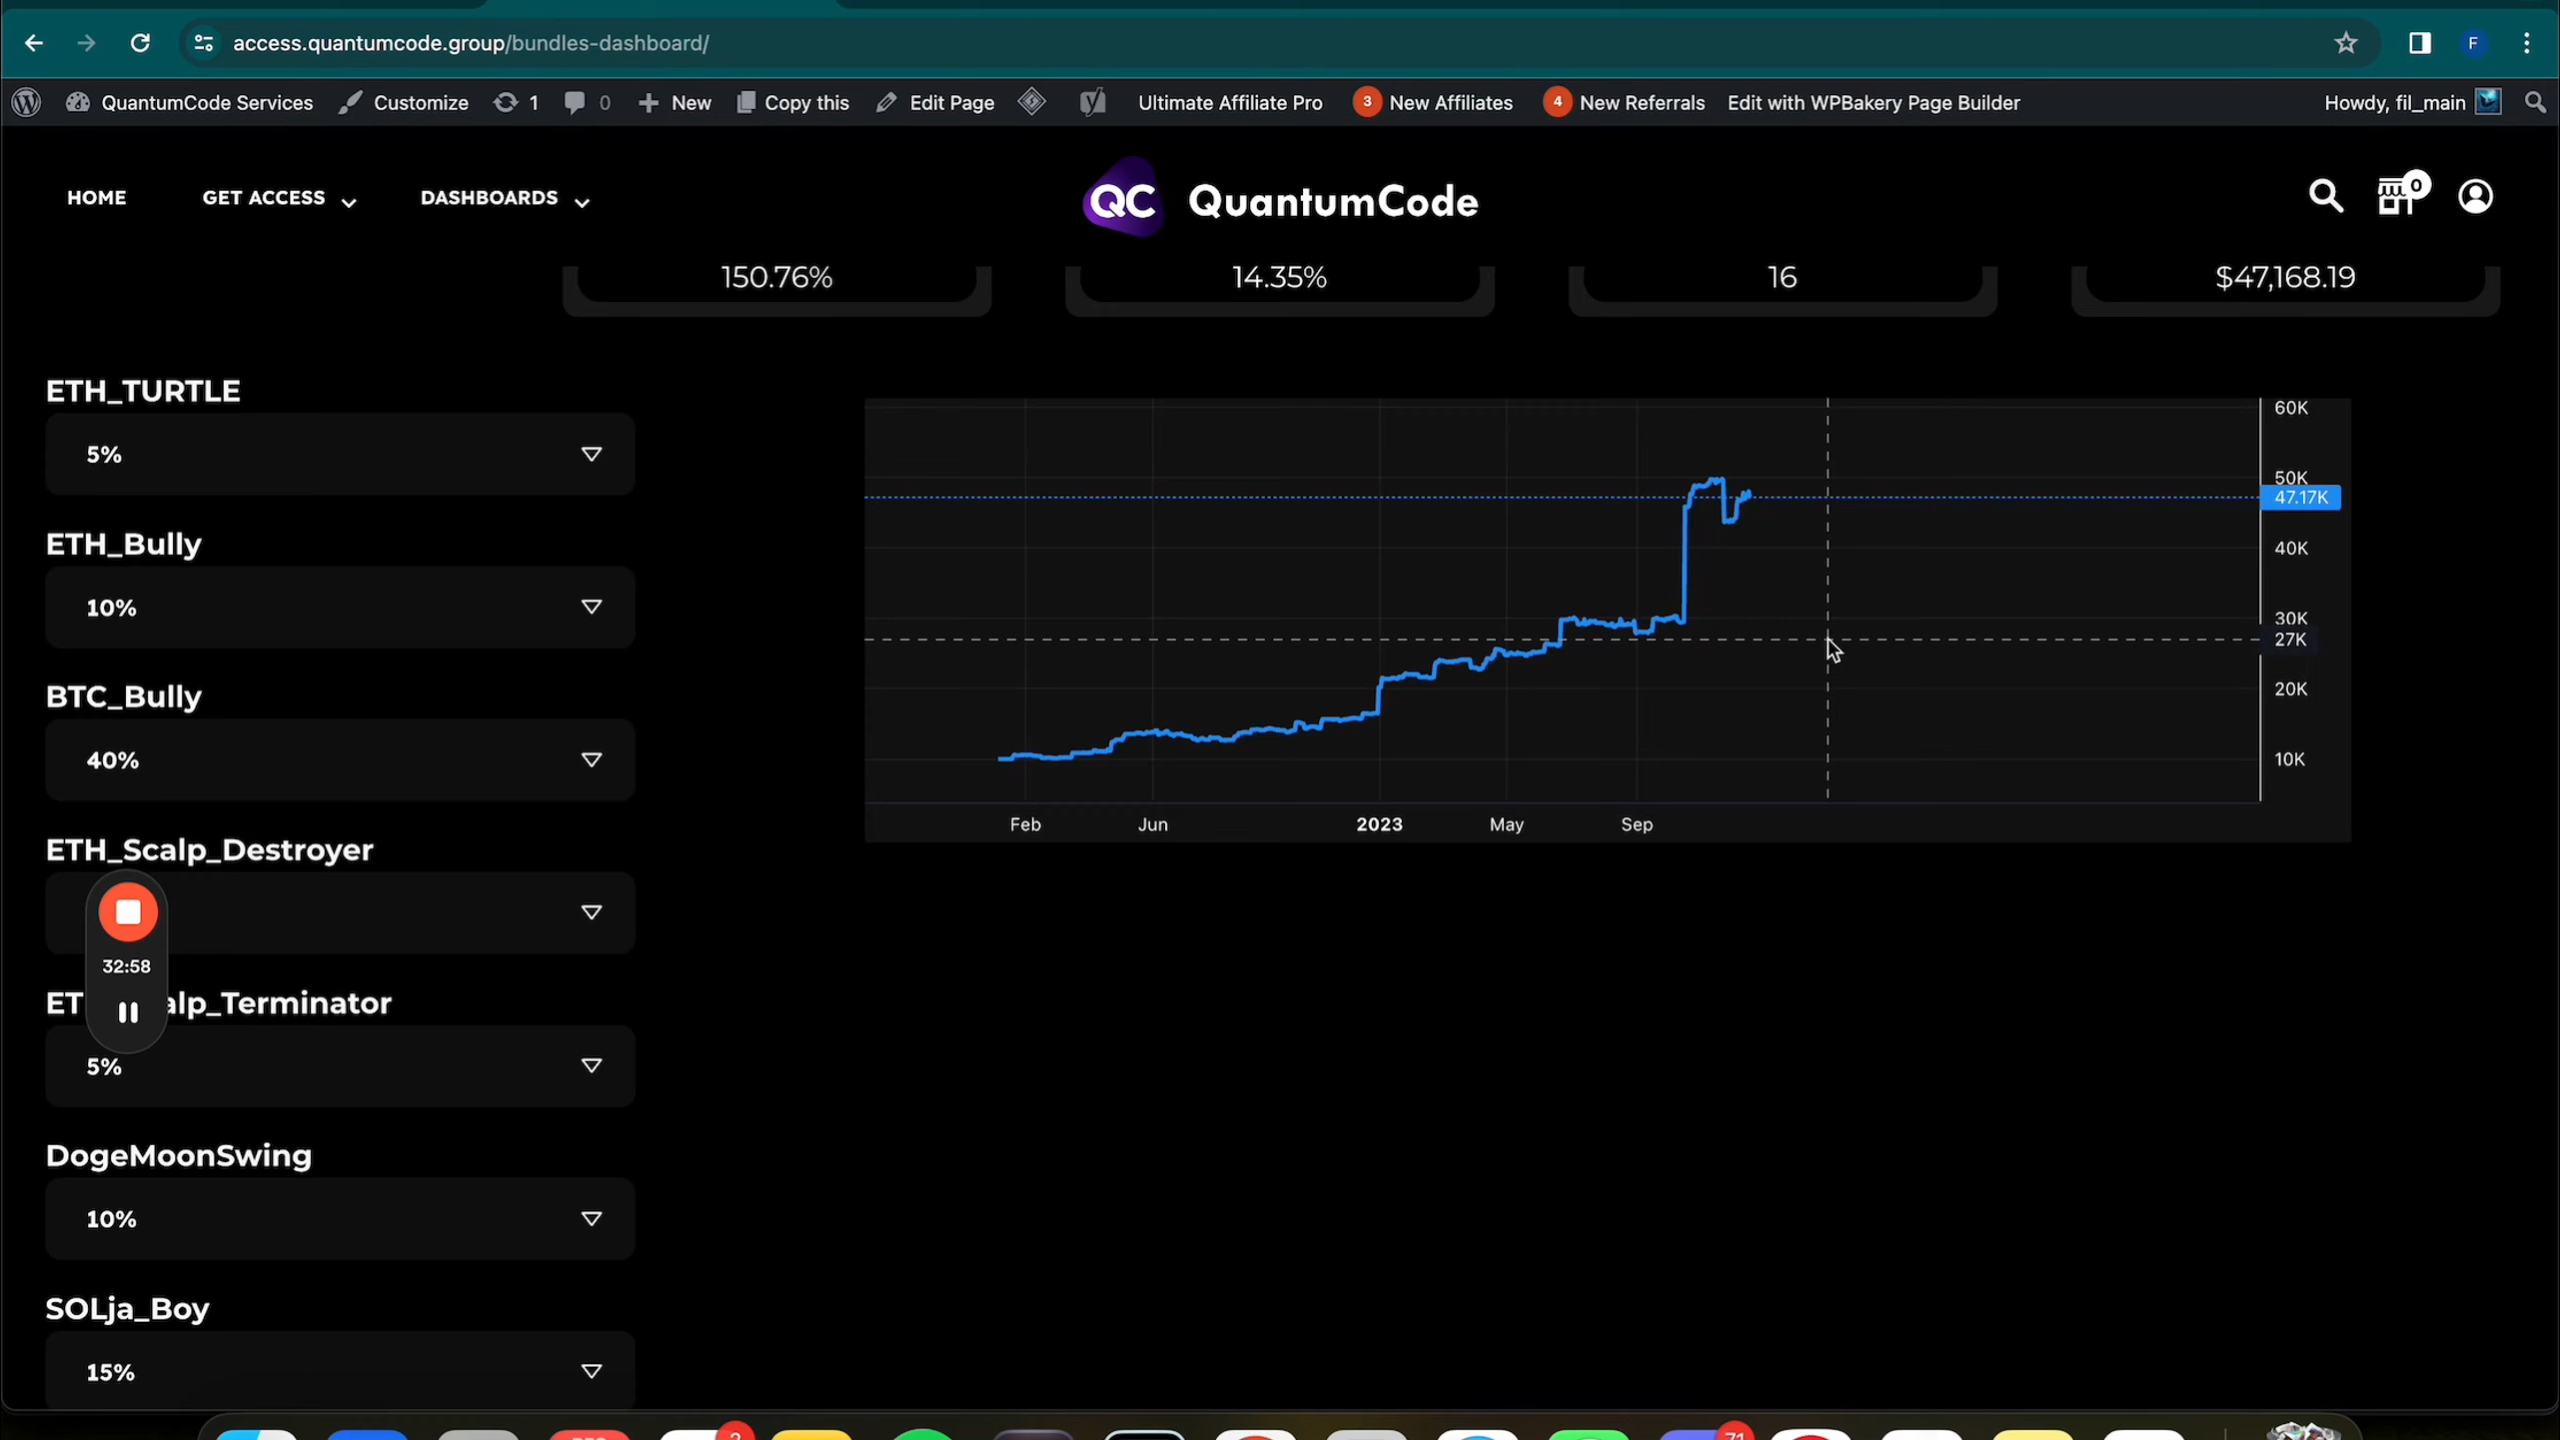 access.quantumcode.group/bundles-dashboard/
F
QuantumCode Services Customize 1 0 New Copy this Edit Page Ultimate Affiliate Pro 3 New Affiliates 4 New Referrals Edit with WPBakery Page Builder Howdy, fil_main
HOME GET ACCESS DASHBOARDS QC QuantumCode 0
150.76% 14.35% 16 $47,168.19
ETH_TURTLE
5%
ETH_Bully
10%
BTC_Bully
40%
ETH_Scalp_Destroyer
32:58
ET alp_Terminator
5%
DogeMoonSwing
10%
SOLja_Boy
15%
60K
50K
47.17K
40K
30K
27K
20K
10K
Feb Jun 2023 May Sep
71